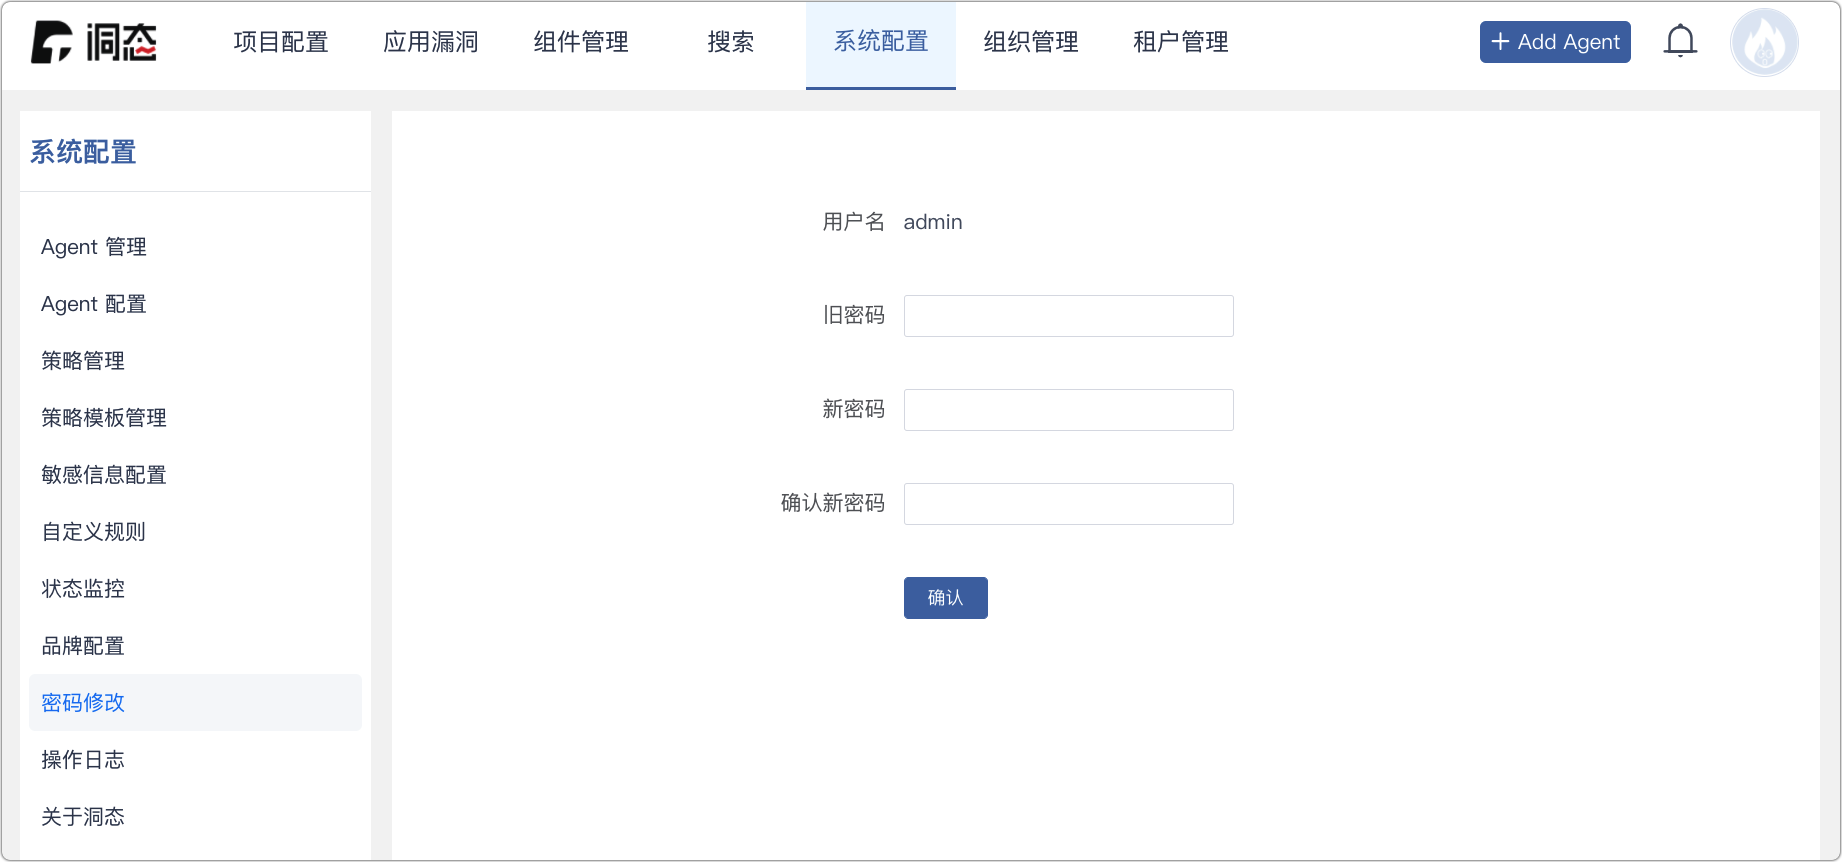 洞态
项目配置
应用漏洞
组件管理
搜索
系统配置
组织管理
租户管理
+ Add Agent
系统配置
Agent 管理
Agent 配置
策略管理
策略模板管理
敏感信息配置
自定义规则
状态监控
品牌配置
密码修改
操作日志
关于洞态
用户名 admin
旧密码
新密码
确认新密码
确认